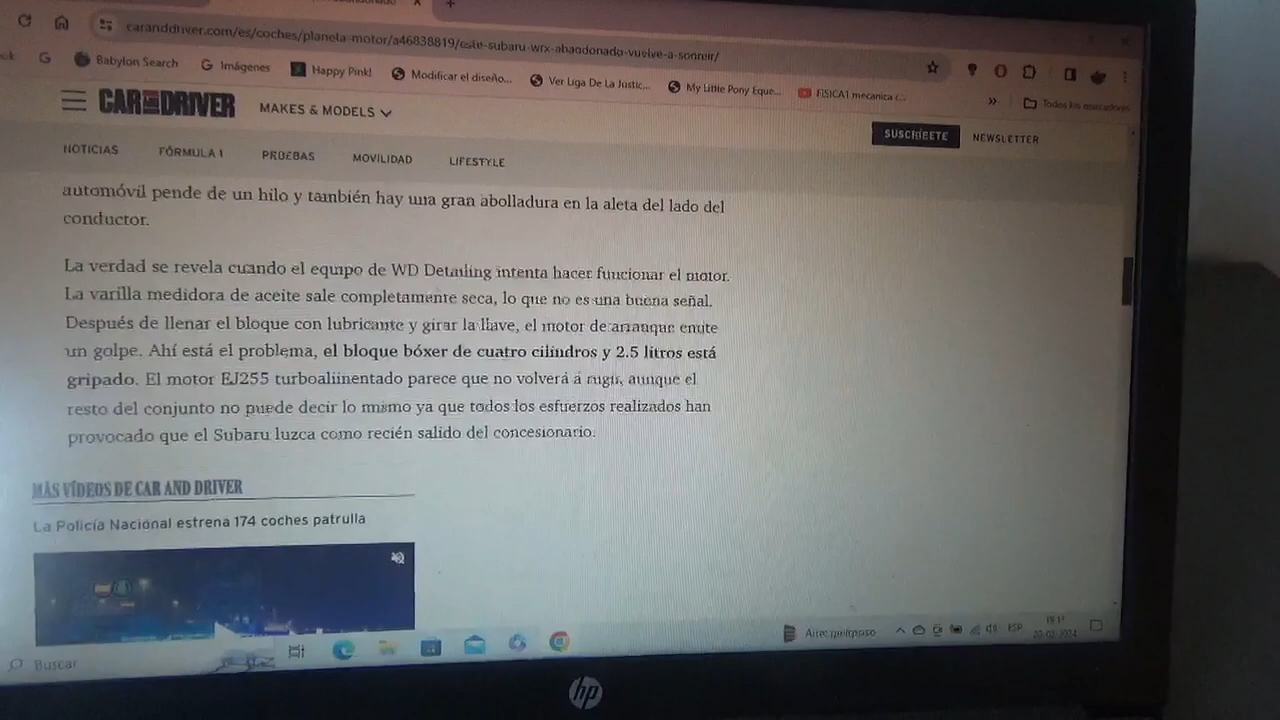 caranddriver.com/es/coches/planeta-motor/a46838819/este-subaru-wrx-abandonado-vuelve-a-sonreir/
G Babylon Search G Imágenes Happy Pink! Modificar el diseño... Ver Liga De La Justic... My Little Pony Eque... FISICA1 mecanica (... » Todos los marcadores
CAR AND DRIVER MAKES & MODELS
SUSCRÍBETE NEWSLETTER
NOTICIAS FÓRMULA 1 PRUEBAS MOVILIDAD LIFESTYLE
automóvil pende de un hilo y también hay una gran abolladura en la aleta del lado del
conductor.
La verdad se revela cuando el equipo de WD Detailing intenta hacer funcionar el motor.
La varilla medidora de aceite sale completamente seca, lo que no es una buena señal.
Después de llenar el bloque con lubricante y girar la llave, el motor de arranque emite
un golpe. Ahí está el problema, el bloque bóxer de cuatro cilindros y 2.5 litros está
gripado. El motor EJ255 turboalimentado parece que no volverá a rugir, aunque el
resto del conjunto no puede decir lo mismo ya que todos los esfuerzos realizados han
provocado que el Subaru luzca como recién salido del concesionario.
MÁS VÍDEOS DE CAR AND DRIVER
La Policía Nacional estrena 174 coches patrulla
Buscar
ESP
20-02-2024
hp